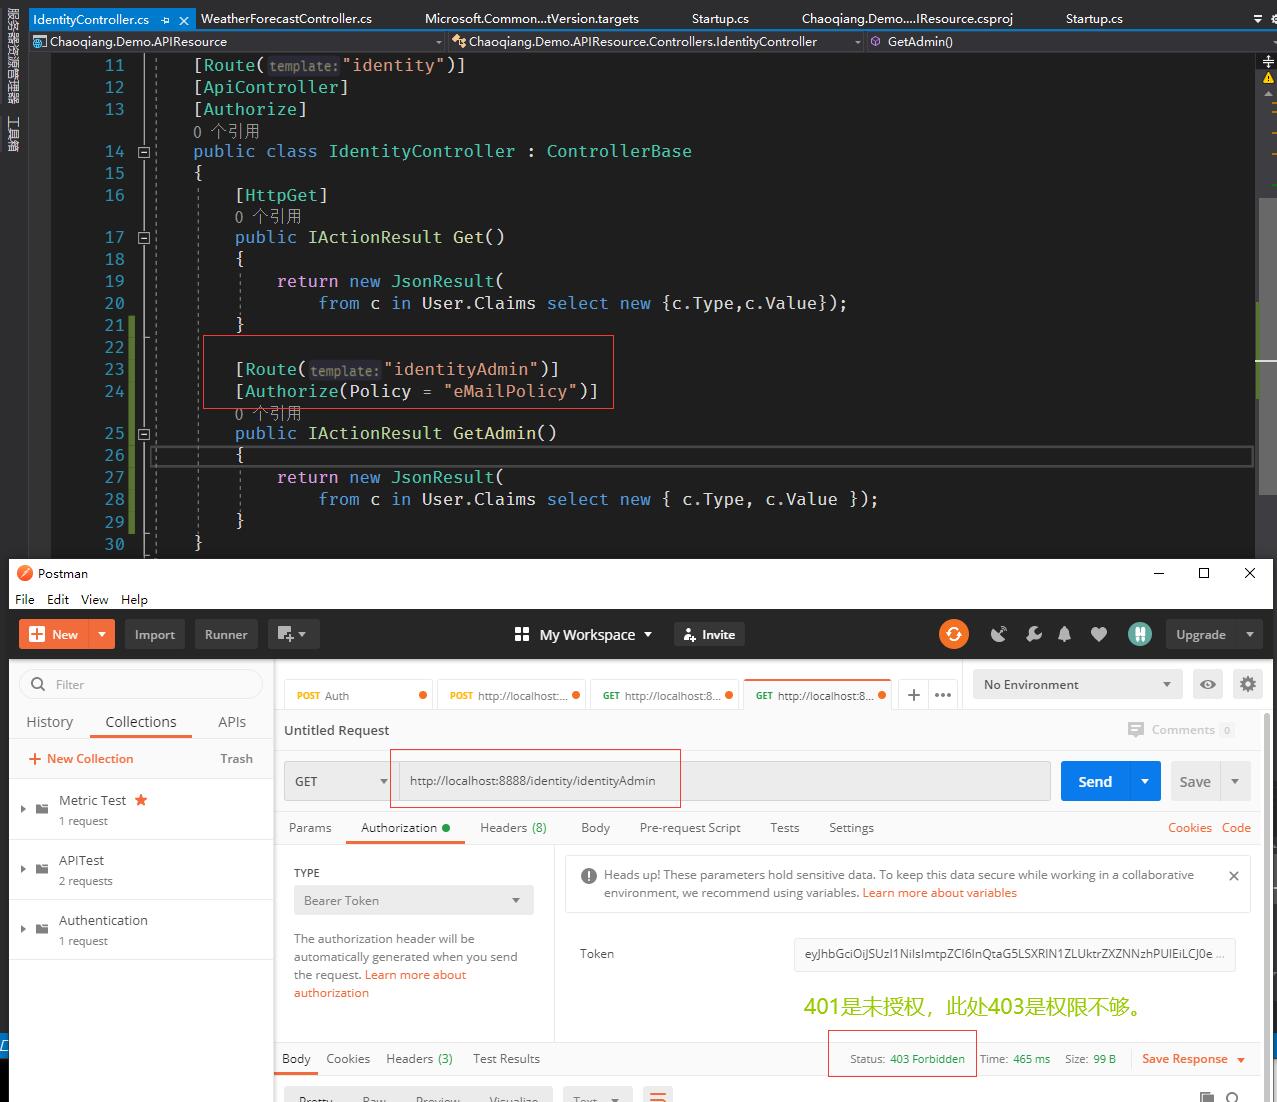 服务器资源管理器
工具箱
IdentityController.cs
WeatherForecastController.cs
Microsoft.Common...tVersion.targets
Startup.cs
Chaoqiang.Demo....IResource.csproj
Startup.cs
Chaoqiang.Demo.APIResource
Chaoqiang.Demo.APIResource.Controllers.IdentityController
GetAdmin()
11 [Route(template:"identity")]
12 [ApiController]
13 [Authorize]
0 个引用
14 public class IdentityController : ControllerBase
15 {
16 [HttpGet]
0 个引用
17 public IActionResult Get()
18 {
19 return new JsonResult(
20 from c in User.Claims select new {c.Type,c.Value});
21 }
22
23 [Route(template:"identityAdmin")]
24 [Authorize(Policy = "eMailPolicy")]
0 个引用
25 public IActionResult GetAdmin()
26 {
27 return new JsonResult(
28 from c in User.Claims select new { c.Type, c.Value });
29 }
30 }
Postman
File Edit View Help
New Import Runner My Workspace Invite Upgrade
Filter
History Collections APIs
New Collection Trash
Metric Test
1 request
APITest
2 requests
Authentication
1 request
POST Auth
POST http://localhost:...
GET http://localhost:8...
GET http://localhost:8...
No Environment
Untitled Request
Comments 0
GET http://localhost:8888/identity/identityAdmin Send Save
Params Authorization Headers (8) Body Pre-request Script Tests Settings Cookies Code
TYPE
Bearer Token
The authorization header will be
automatically generated when you send
the request. Learn more about
authorization
Heads up! These parameters hold sensitive data. To keep this data secure while working in a collaborative
environment, we recommend using variables. Learn more about variables
Token
401是未授权，此处403是权限不够。
Body Cookies Headers (3) Test Results Status: 403 Forbidden Time: 465 ms Size: 99 B Save Response
Pretty Raw Preview Visualize Text